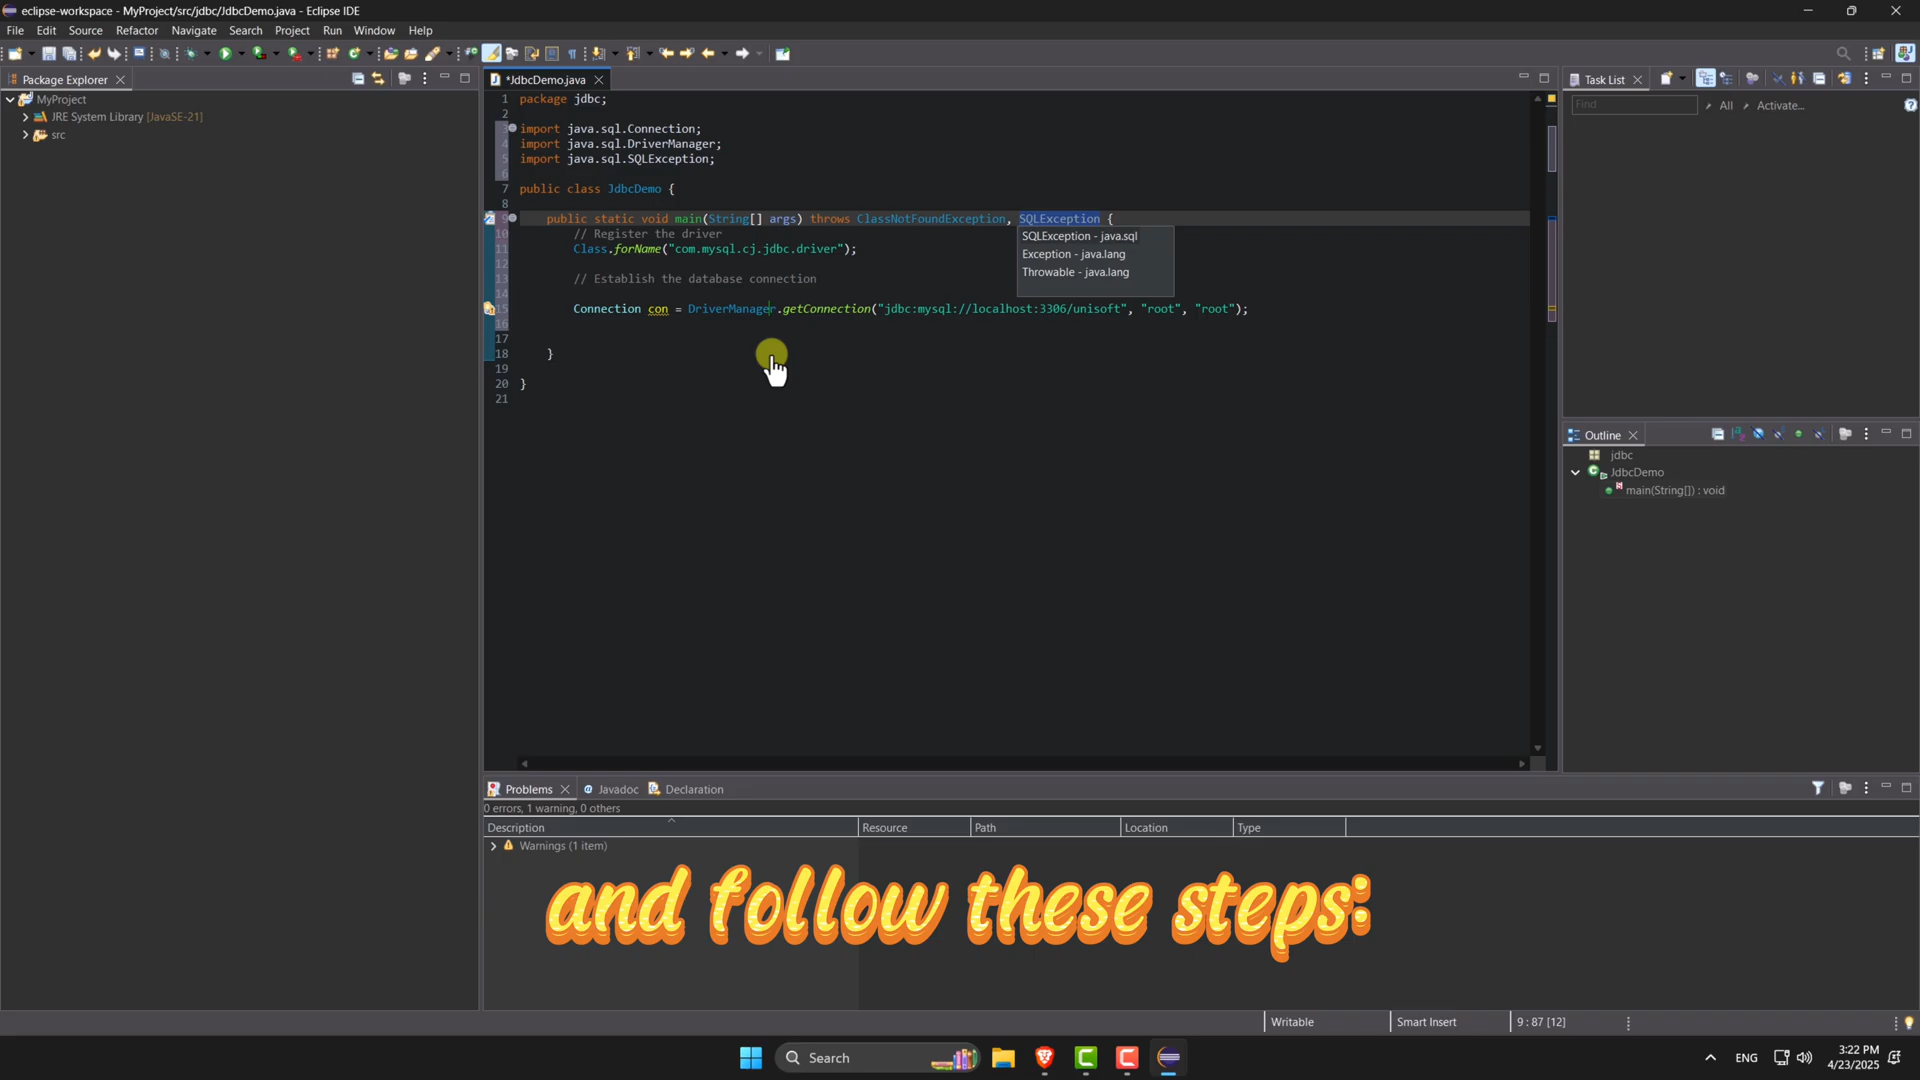 eclipse-workspace - MyProject/src/jdbc/JdbcDemo.java - Eclipse IDE
File Edit Source Refactor Navigate Search Project Run Window Help
Package Explorer
MyProject
JRE System Library [JavaSE-21]
src
*JdbcDemo.java
1 package jdbc;
2
3 import java.sql.Connection;
4 import java.sql.DriverManager;
5 import java.sql.SQLException;
6
7 public class JdbcDemo {
8
9 public static void main(String[] args) throws ClassNotFoundException, SQLException {
10 // Register the driver
11 Class.forName("com.mysql.cj.jdbc.driver");
12
13 // Establish the database connection
14
15 Connection con = DriverManager.getConnection("jdbc:mysql://localhost:3306/unisoft", "root", "root");
16
17
18 }
19
20 }
21
SQLException - java.sql
Exception - java.lang
Throwable - java.lang
Task List
Find All Activate...
Outline
jdbc
JdbcDemo
main(String[]) : void
Problems Javadoc Declaration
0 errors, 1 warning, 0 others
Description Resource Path Location Type
Warnings (1 item)
and follow these steps:
Writable Smart Insert 9 : 87 [12]
Search
ENG
3:22 PM
4/23/2025